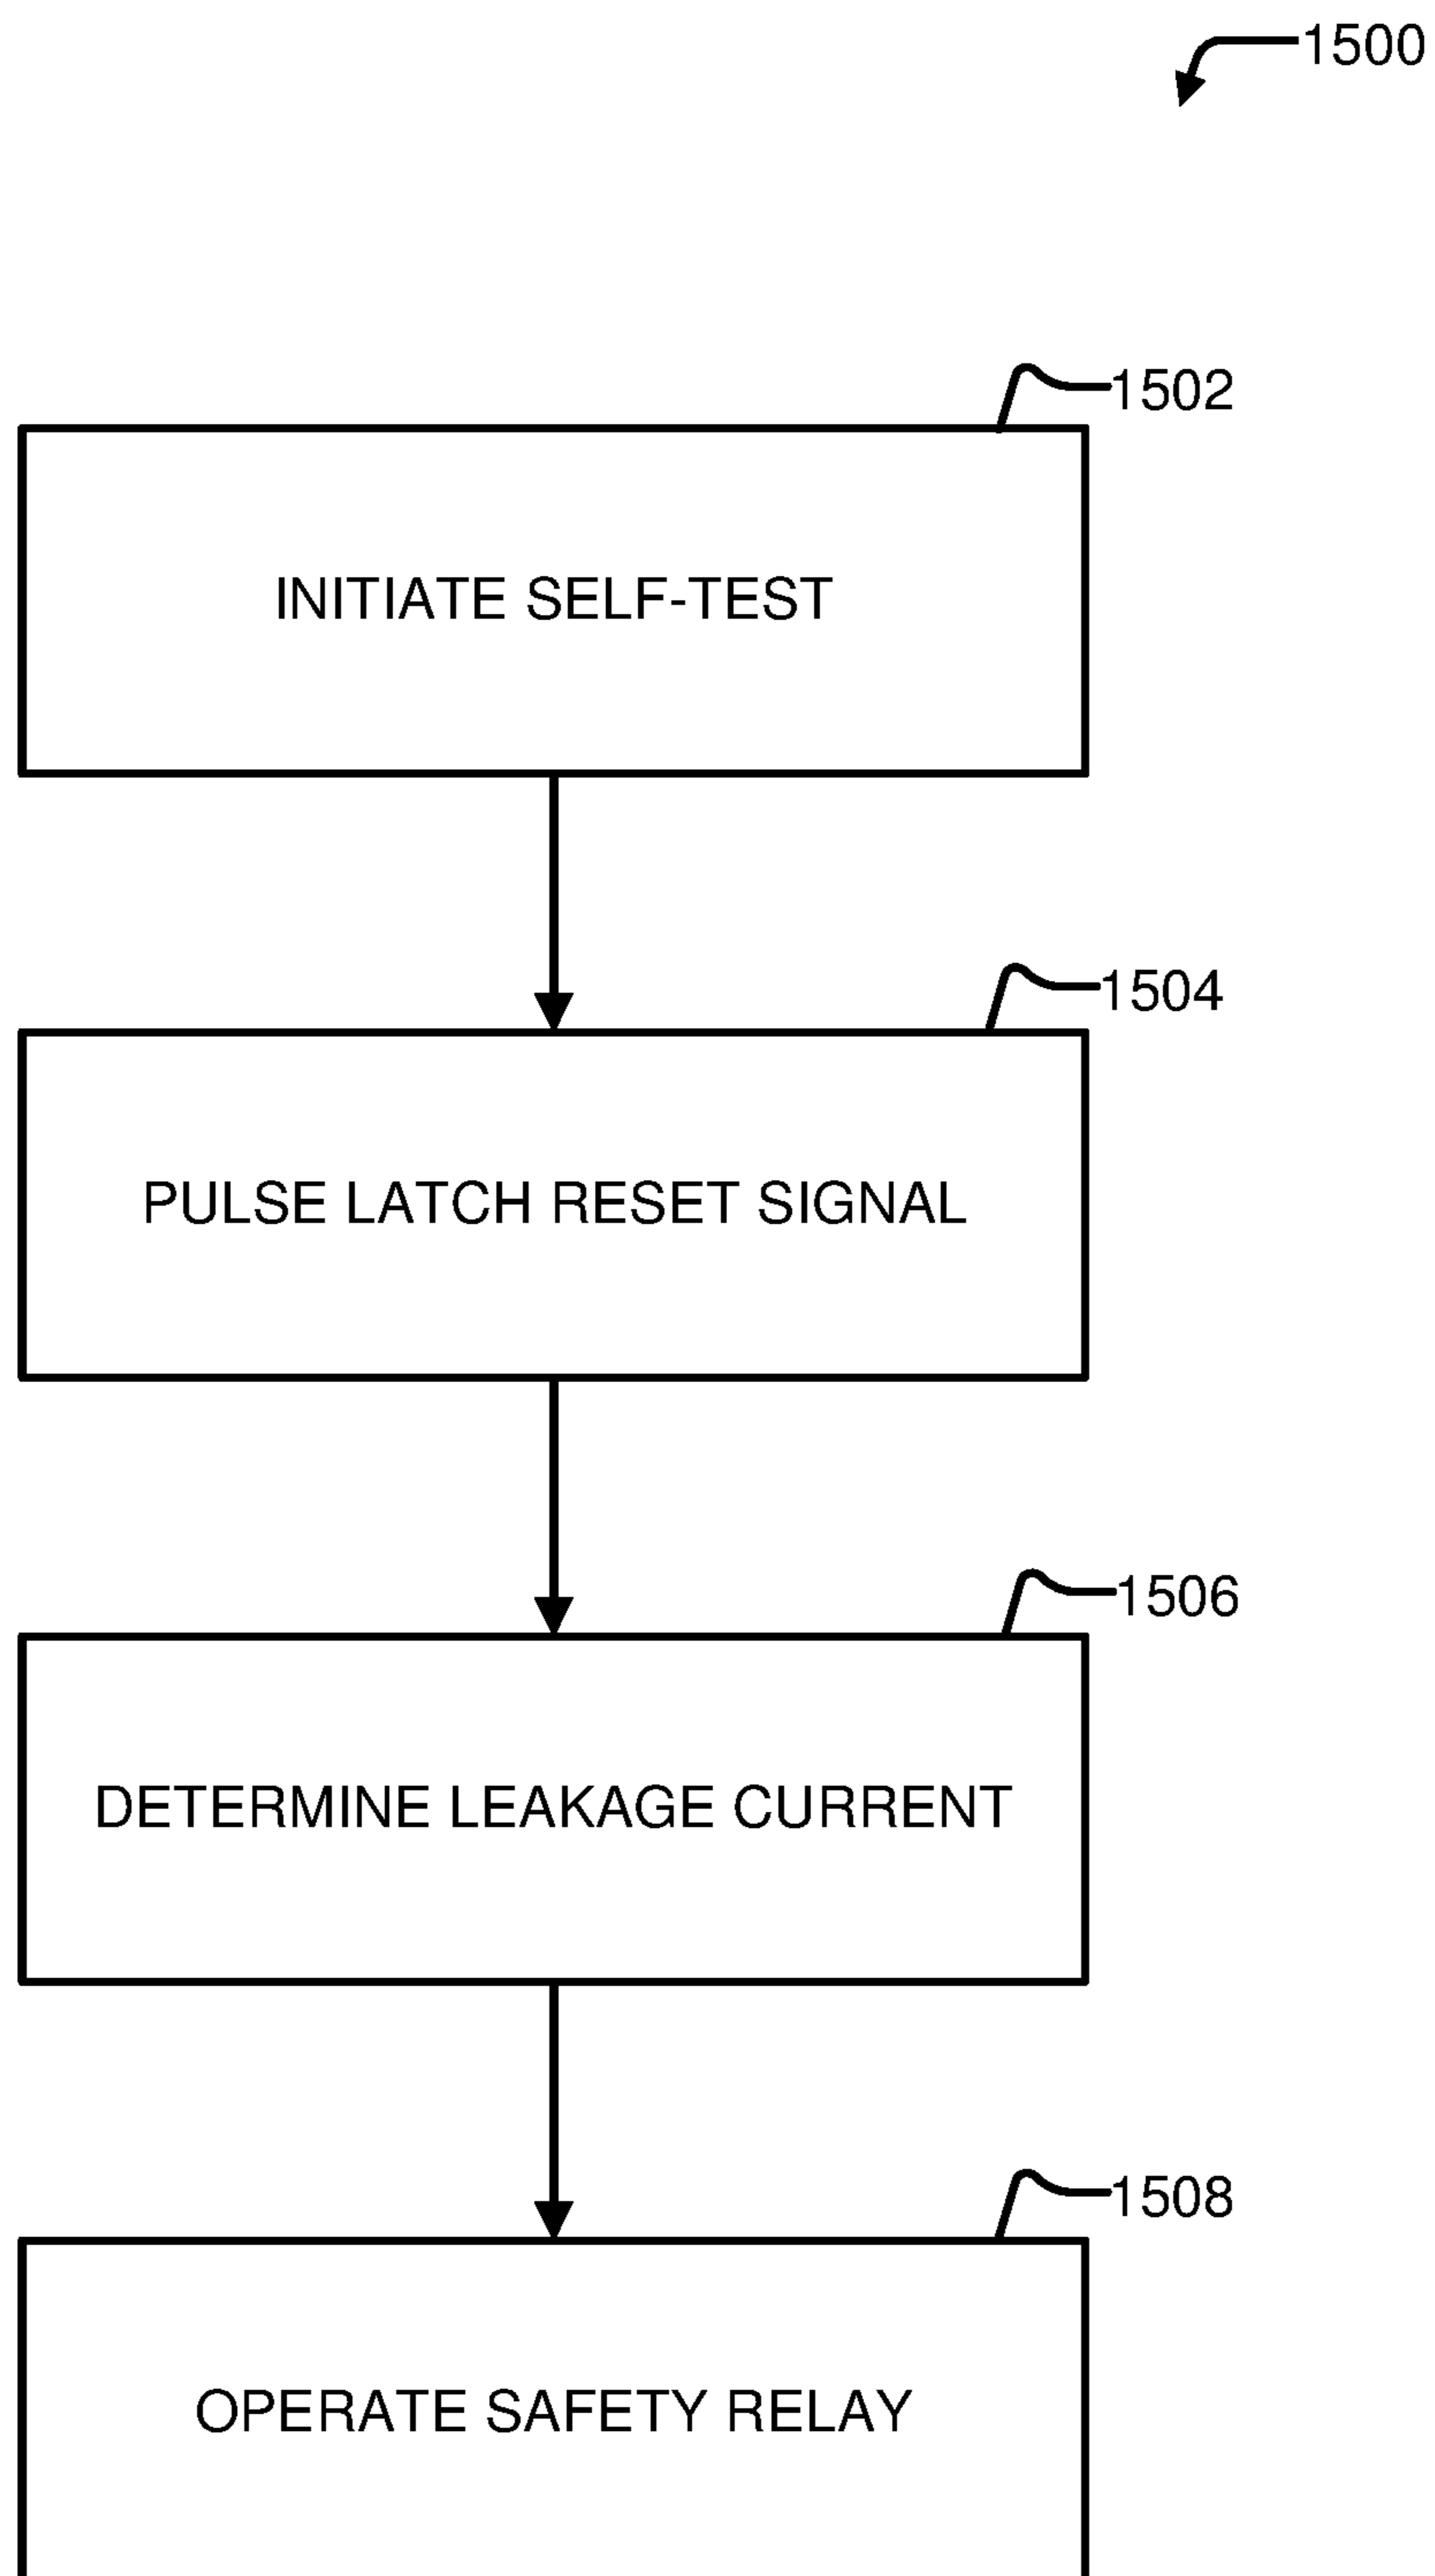 1500
1502
INITIATE SELF-TEST
1504
PULSE LATCH RESET SIGNAL
1506
DETERMINE LEAKAGE CURRENT
1508
OPERATE SAFETY RELAY